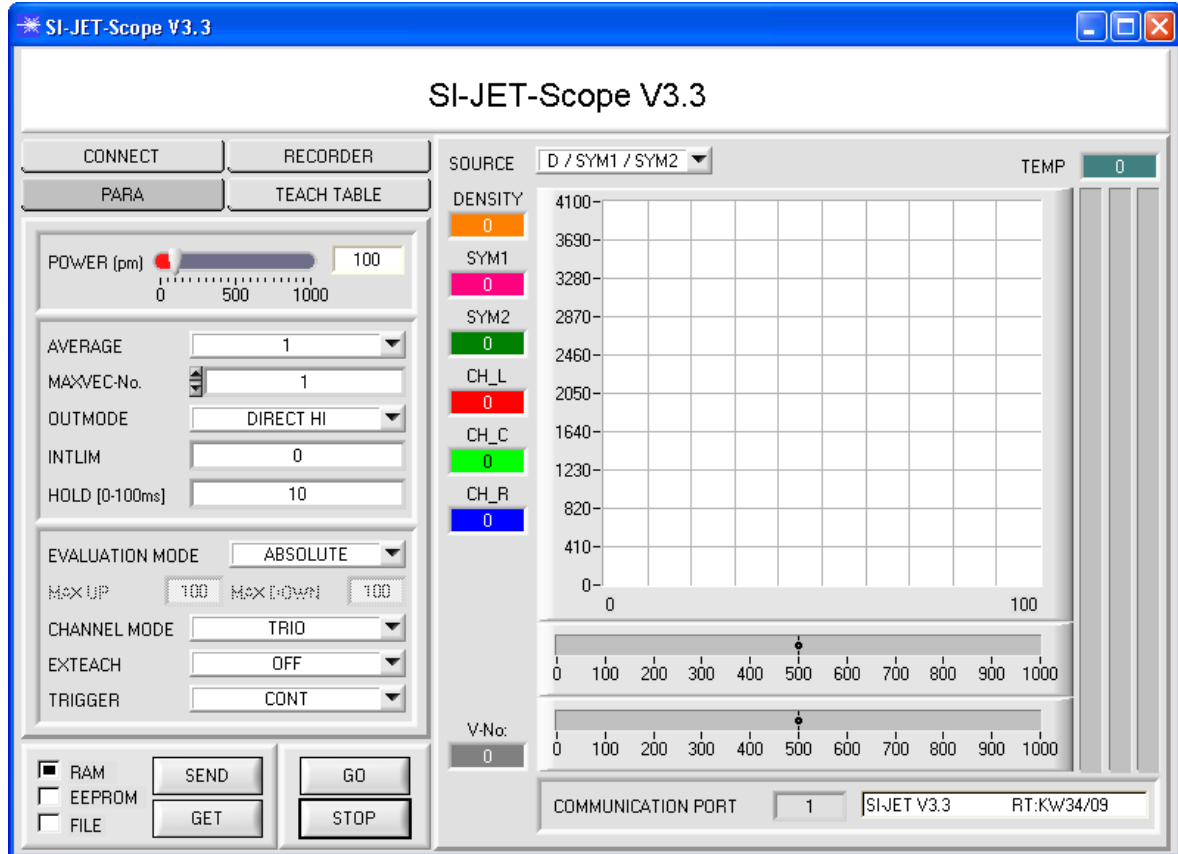 SI-JET-Scope V3.3
SI-JET-Scope V3.3
CONNECT
RECORDER
PARA
TEACH TABLE
POWER (pm)
100
0 500 1000
AVERAGE 1
MAXVEC-No. 1
OUTMODE DIRECT HI
INTLIM 0
HOLD [0-100ms] 10
EVALUATION MODE ABSOLUTE
MAX UP 100 MAX DOWN 100
CHANNEL MODE TRIO
EXTEACH OFF
TRIGGER CONT
RAM
EEPROM
FILE
SEND
GET
GO
STOP
SOURCE D / SYM1 / SYM2
TEMP 0
DENSITY
0
SYM1
0
SYM2
0
CH_L
0
CH_C
0
CH_R
0
V-No:
0
4100
3690
3280
2870
2460
2050
1640
1230
820
410
0
0 100
0 100 200 300 400 500 600 700 800 900 1000
0 100 200 300 400 500 600 700 800 900 1000
COMMUNICATION PORT 1 SI-JET V3.3 RT:KW34/09